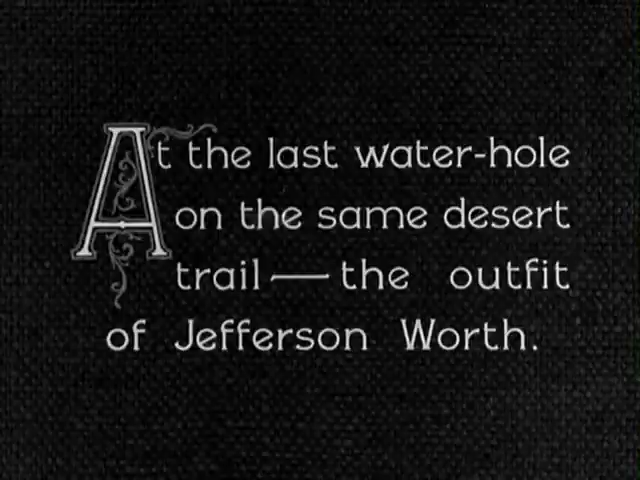 At the last water-hole
on the same desert
trail — the outfit
of Jefferson Worth.